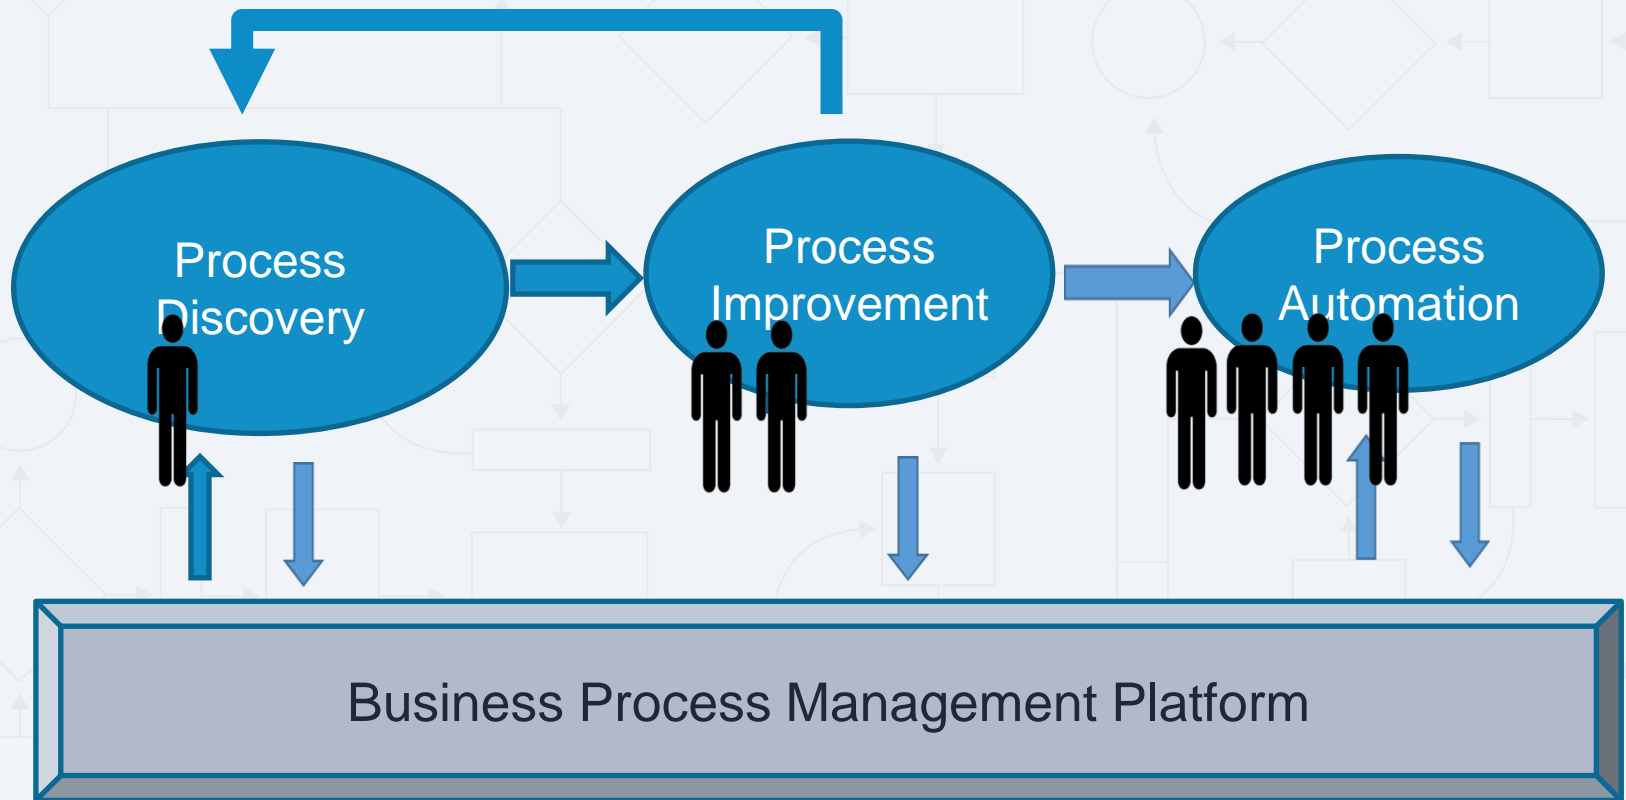 Process
Discovery
Process
Improvement
Process
Automation
Business Process Management Platform